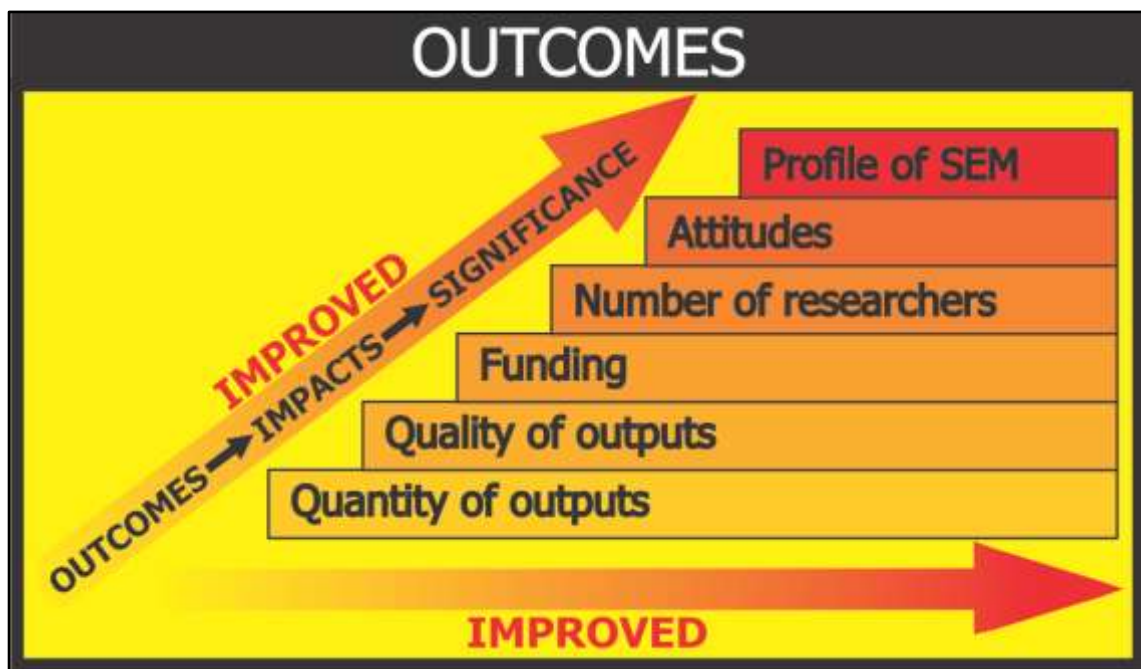 OUTCOMES
IMPROVED
OUTCOMES➞IMPACTS➞SIGNIFICANCE
Profile of SEM
Attitudes
Number of researchers
Funding
Quality of outputs
Quantity of outputs
IMPROVED